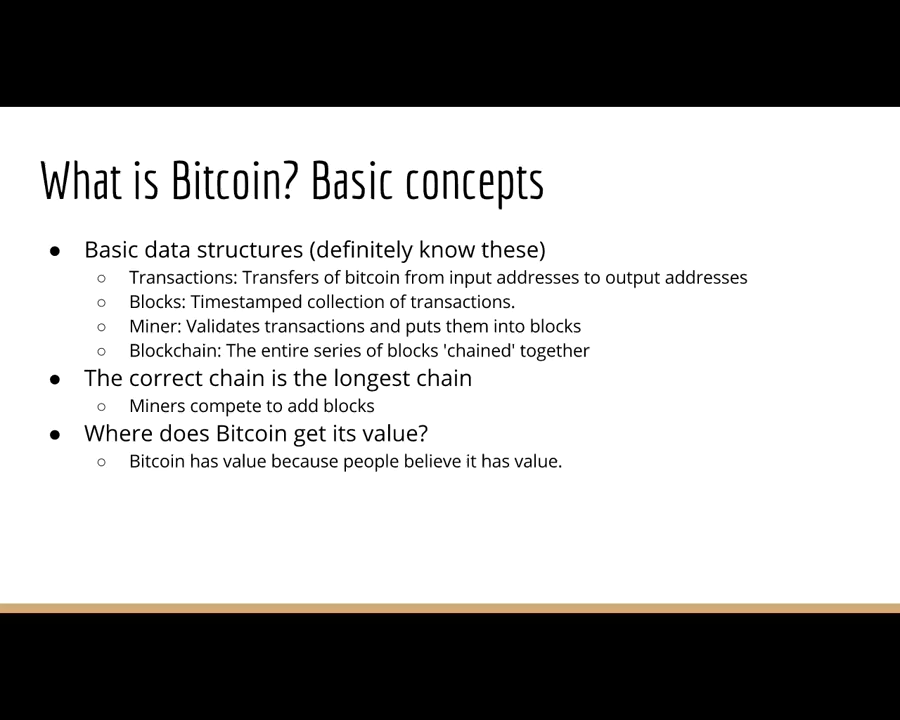 What is Bitcoin? Basic concepts
● Basic data structures (definitely know these)
○ Transactions: Transfers of bitcoin from input addresses to output addresses
○ Blocks: Timestamped collection of transactions.
○ Miner: Validates transactions and puts them into blocks
○ Blockchain: The entire series of blocks 'chained' together
● The correct chain is the longest chain
○ Miners compete to add blocks
● Where does Bitcoin get its value?
○ Bitcoin has value because people believe it has value.